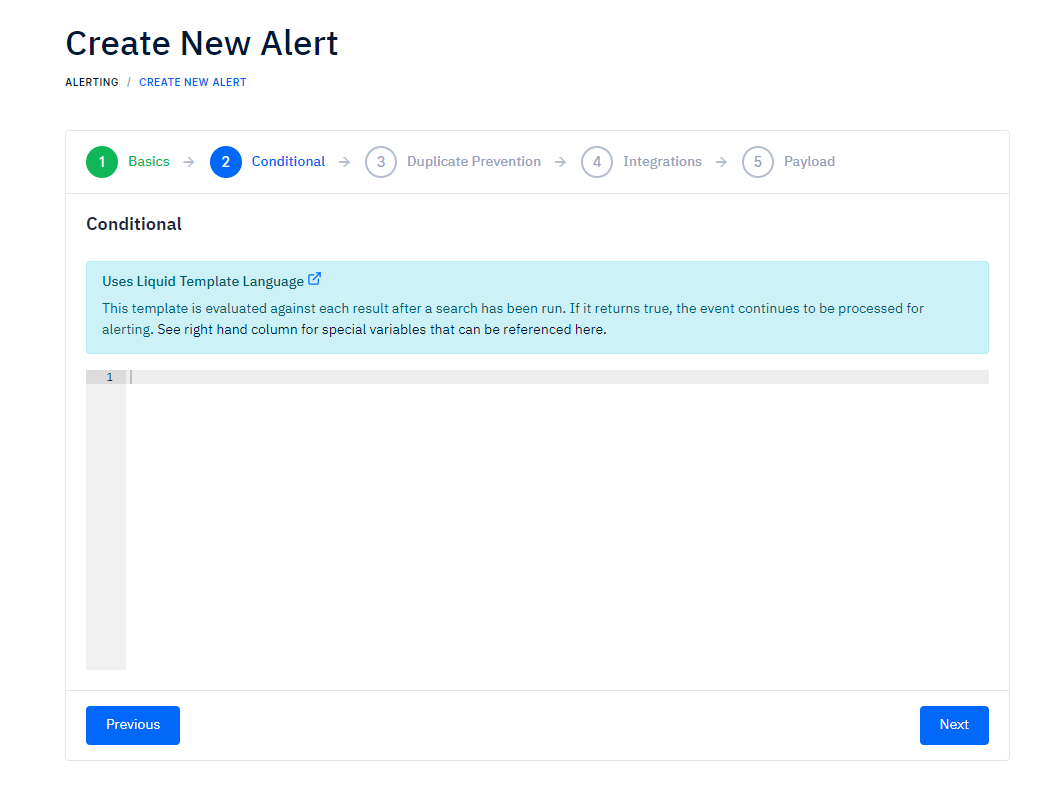 Create New Alert
ALERTING / CREATE NEW ALERT
1 Basics → 2 Conditional → 3 Duplicate Prevention → 4 Integrations → 5 Payload
Conditional
Uses Liquid Template Language
This template is evaluated against each result after a search has been run. If it returns true, the event continues to be processed for
alerting. See right hand column for special variables that can be referenced here.
1
Previous Next